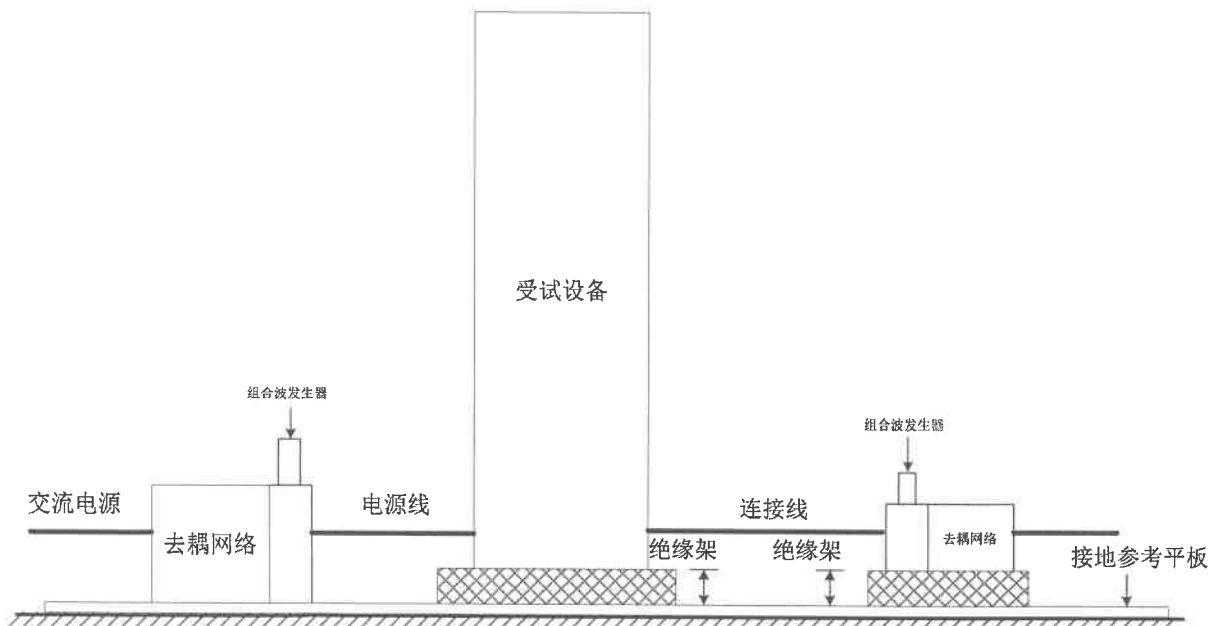 受试设备
组合波发生器
组合波发生器
交流电源
电源线
连接线
去耦网络
去耦网络
绝缘架
绝缘架
接地参考平板